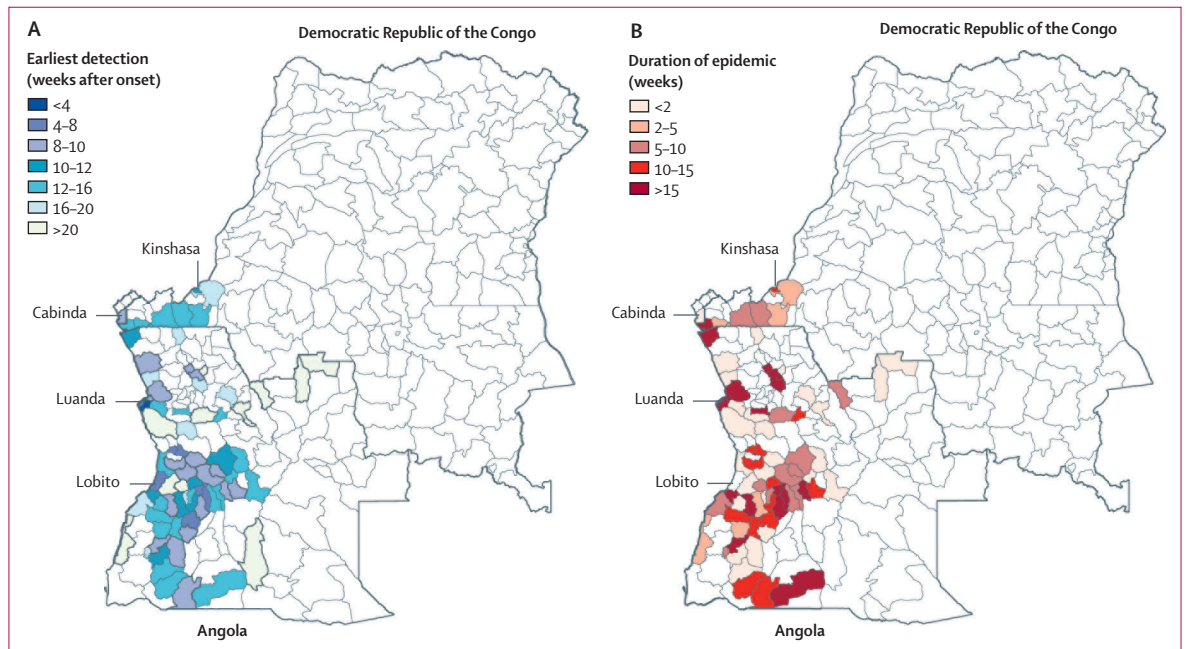 A
Democratic Republic of the Congo
Earliest detection
(weeks after onset)
<4
4–8
8–10
10–12
12–16
16–20
>20
Kinshasa
Cabinda
Luanda
Lobito
Angola
B
Democratic Republic of the Congo
Duration of epidemic
(weeks)
<2
2–5
5–10
10–15
>15
Kinshasa
Cabinda
Luanda
Lobito
Angola